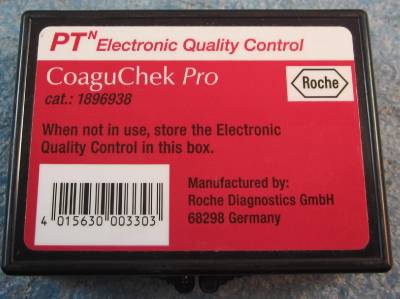 PTᴺ Electronic Quality Control
CoaguChek Pro
cat.: 1896938
Roche
When not in use, store the Electronic
Quality Control in this box.
Manufactured by:
Roche Diagnostics GmbH
68298 Germany
4 015630 003303